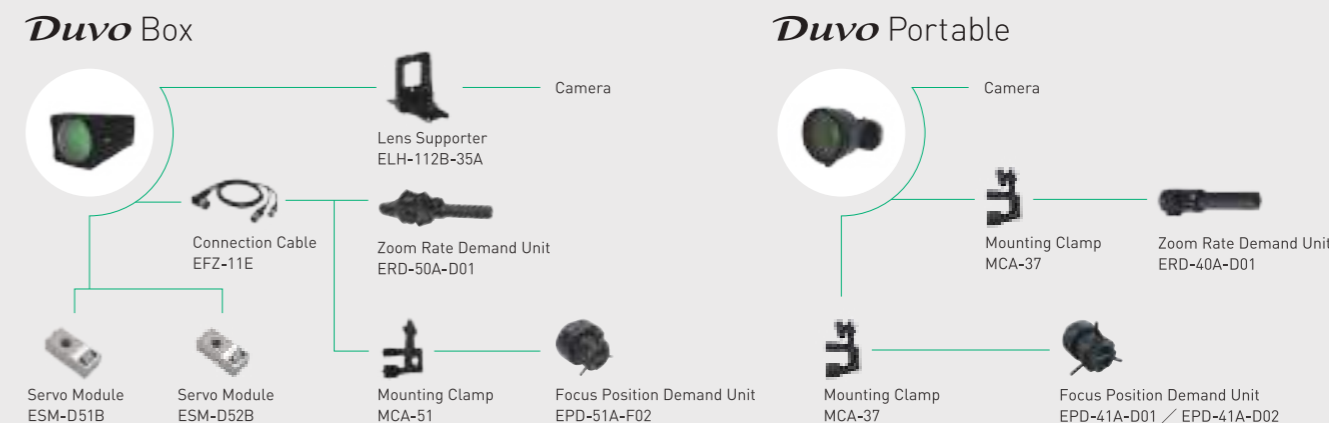 Duvo Box
Camera
Lens Supporter
ELH-112B-35A
Connection Cable
EFZ-11E
Zoom Rate Demand Unit
ERD-50A-D01
Servo Module
ESM-D51B
Servo Module
ESM-D52B
Mounting Clamp
MCA-51
Focus Position Demand Unit
EPD-51A-F02
Duvo Portable
Camera
Mounting Clamp
MCA-37
Zoom Rate Demand Unit
ERD-40A-D01
Mounting Clamp
MCA-37
Focus Position Demand Unit
EPD-41A-D01 ／ EPD-41A-D02